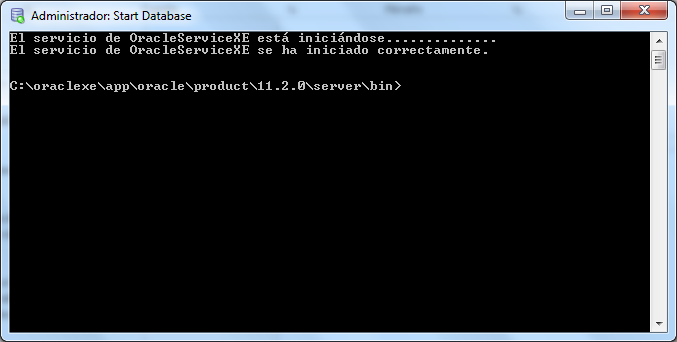 Administrador: Start Database
El servicio de OracleServiceXE está iniciándose..............
El servicio de OracleServiceXE se ha iniciado correctamente.
C:\oraclexe\app\oracle\product\11.2.0\server\bin>